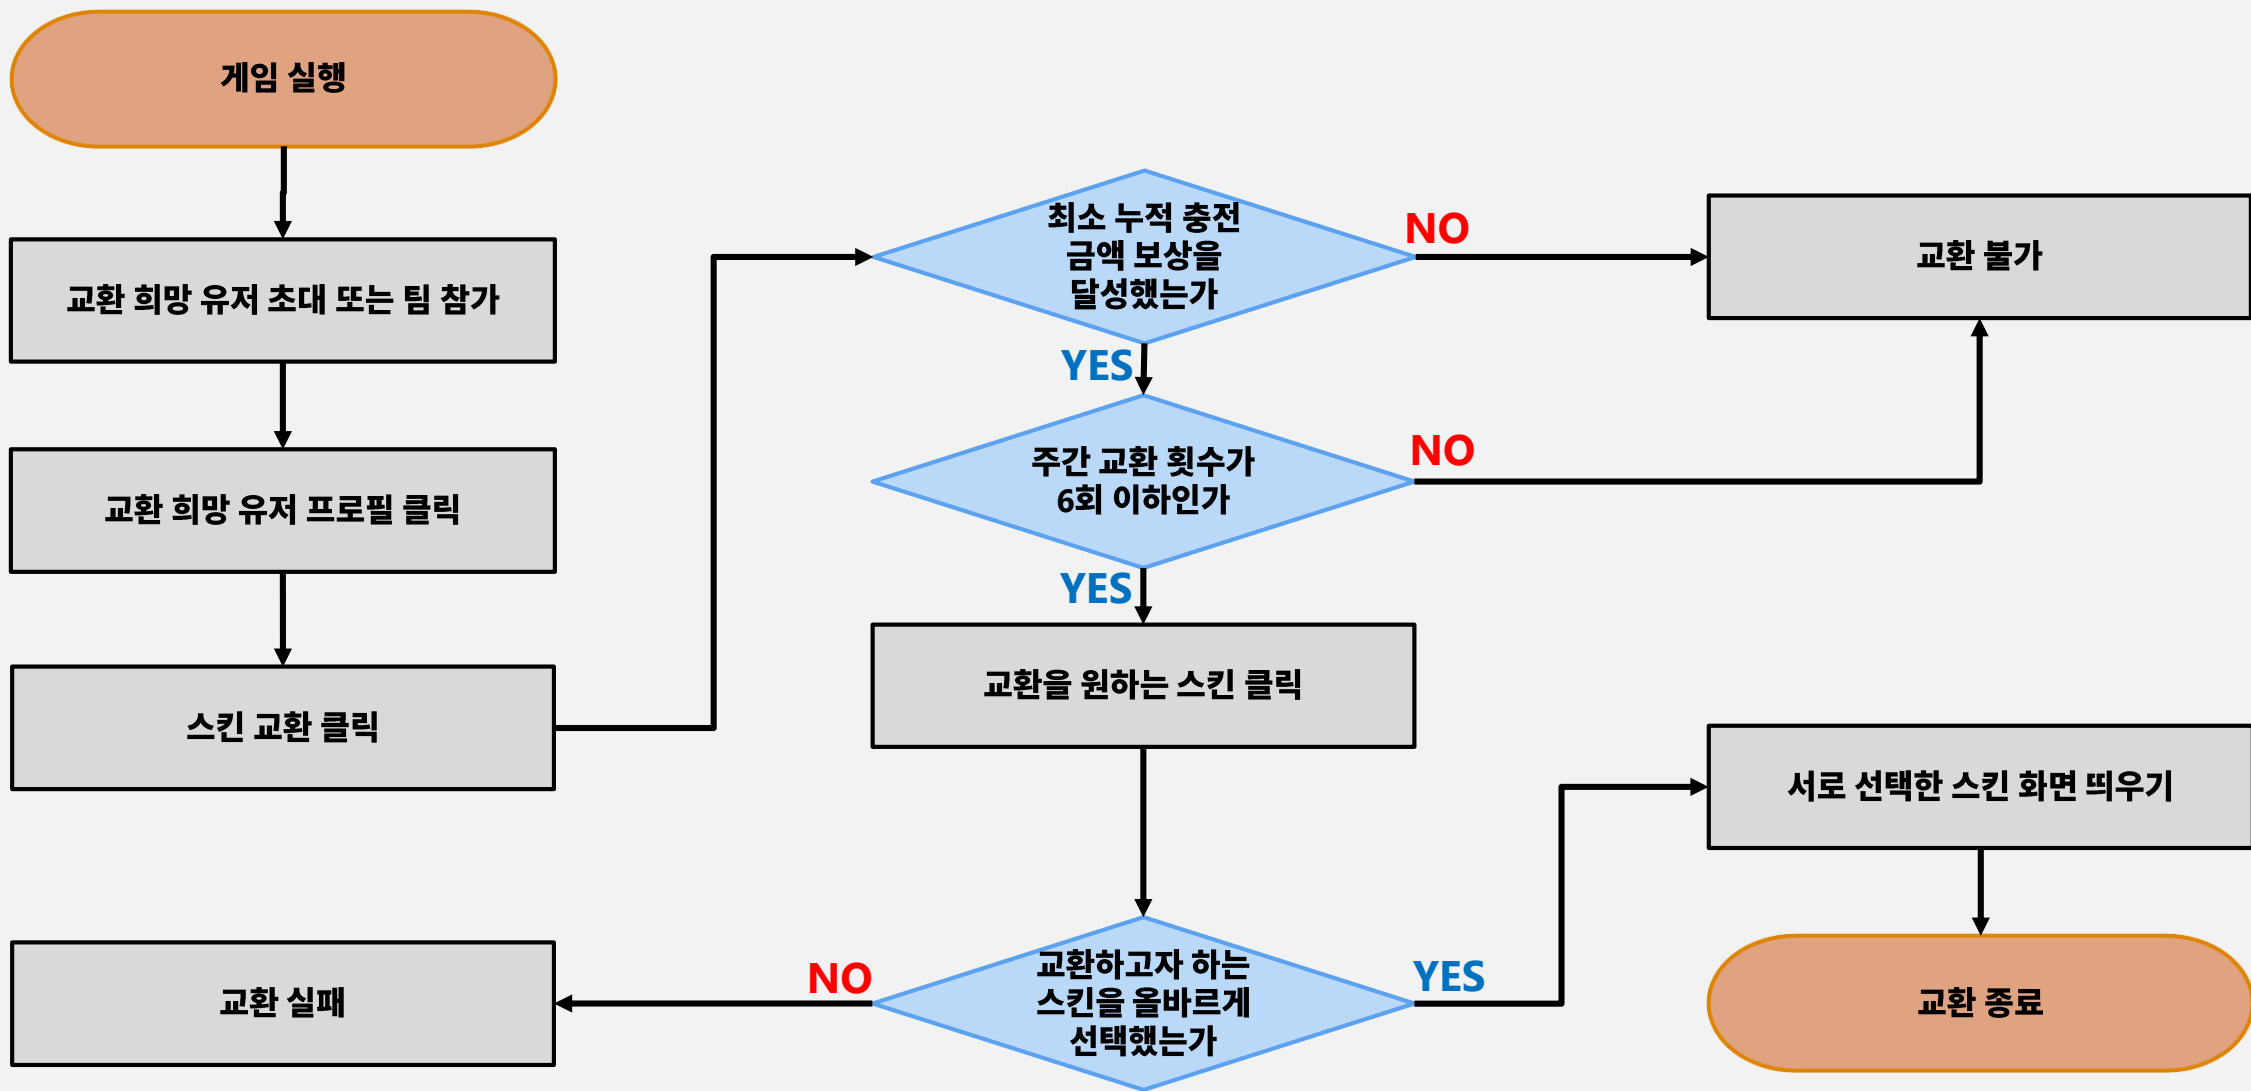 게임 실행
교환 희망 유저 초대 또는 팀 참가
교환 희망 유저 프로필 클릭
스킨 교환 클릭
최소 누적 충전
금액 보상을
달성했는가
NO
교환 불가
YES
주간 교환 횟수가
6회 이하인가
NO
YES
교환을 원하는 스킨 클릭
교환하고자 하는
스킨을 올바르게
선택했는가
NO
교환 실패
YES
서로 선택한 스킨 화면 띄우기
교환 종료